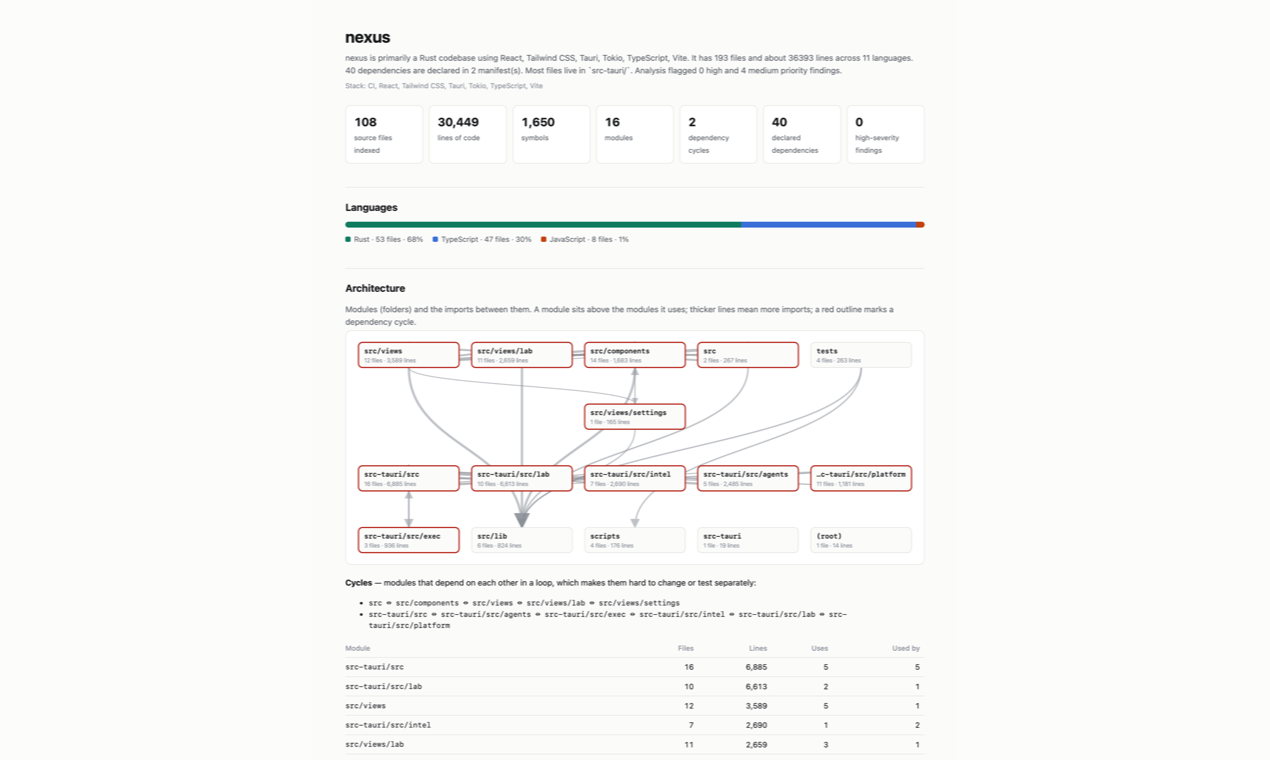 nexus
nexus is primarily a Rust codebase using React, Tailwind CSS, Tauri, Tokio, TypeScript, Vite. It has 193 files and about 36393 lines across 11 languages.
40 dependencies are declared in 2 manifest(s). Most files live in `src-tauri/`. Analysis flagged 0 high and 4 medium priority findings.
Stack: CI, React, Tailwind CSS, Tauri, Tokio, TypeScript, Vite
108 30,449 1,650 16 2 40 0
source files lines of code symbols modules dependency declared high-severity
indexed cycles dependencies findings
Languages
Rust · 53 files · 68% TypeScript · 47 files · 30% JavaScript · 8 files · 1%
Architecture
Modules (folders) and the imports between them. A module sits above the modules it uses; thicker lines mean more imports; a red outline marks a
dependency cycle.
src/views src/views/lab src/components src tests
12 files · 3,589 lines 11 files · 2,659 lines 14 files · 1,663 lines 2 files · 267 lines 4 files · 263 lines
src/views/settings
1 file · 165 lines
src-tauri/src src-tauri/src/lab src-tauri/src/intel src-tauri/src/agents …c-tauri/src/platform
16 files · 6,885 lines 10 files · 6,613 lines 7 files · 2,690 lines 5 files · 2,485 lines 11 files · 1,191 lines
src-tauri/src/exec src/lib scripts src-tauri (root)
3 files · 936 lines 6 files · 824 lines 4 files · 176 lines 1 file · 19 lines 1 file · 14 lines
Cycles — modules that depend on each other in a loop, which makes them hard to change or test separately:
• src ⇔ src/components ⇔ src/views ⇔ src/views/lab ⇔ src/views/settings
• src-tauri/src ⇔ src-tauri/src/agents ⇔ src-tauri/src/exec ⇔ src-tauri/src/intel ⇔ src-tauri/src/lab ⇔ src-
tauri/src/platform
Module Files Lines Uses Used by
src-tauri/src 16 6,885 5 5
src-tauri/src/lab 10 6,613 2 1
src/views 12 3,589 5 1
src-tauri/src/intel 7 2,690 1 2
src/views/lab 11 2,659 3 1